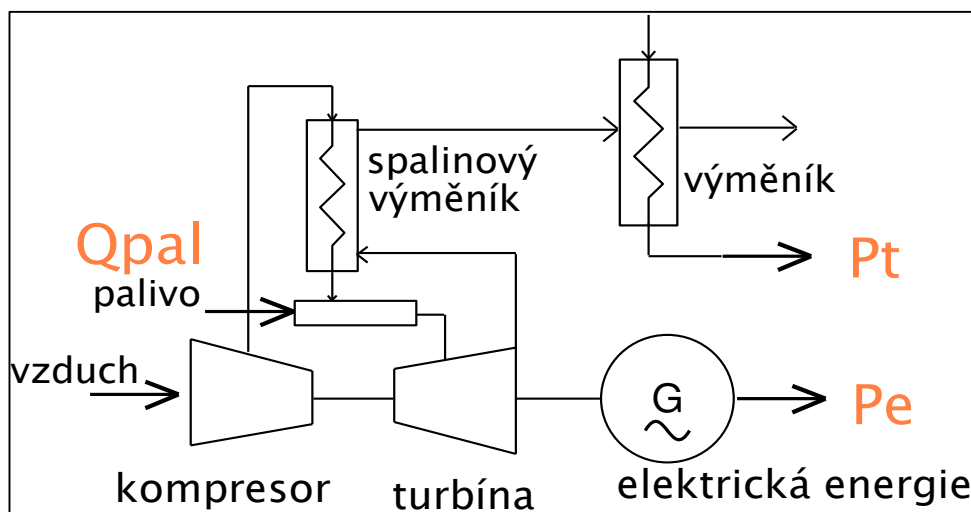 spalinový
výměník
výměník
Qpal
palivo
Pt
vzduch
G
Pe
kompresor
turbína
elektrická energie